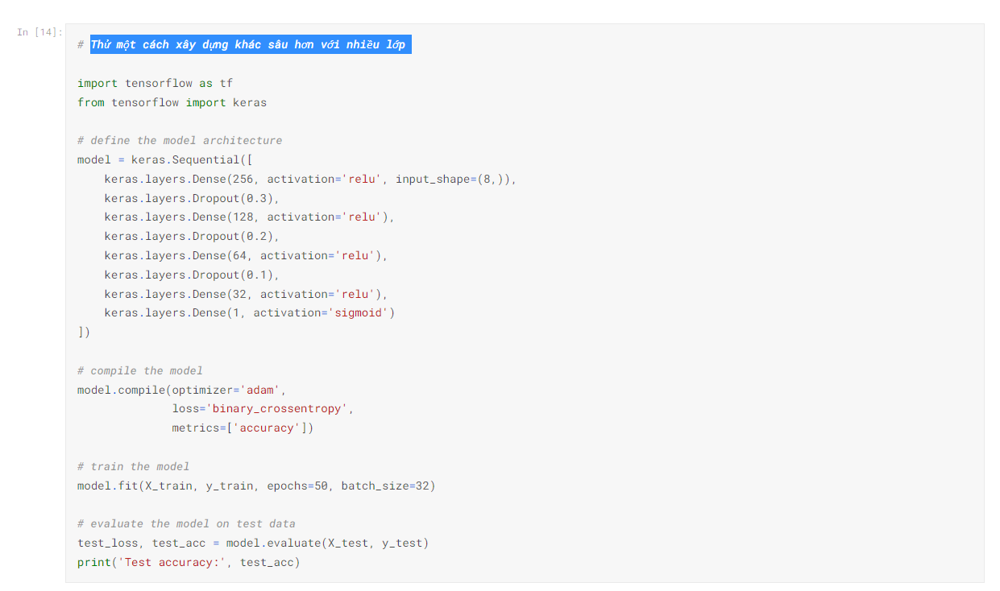 In [14]:
# Thử một cách xây dựng khác sâu hơn với nhiều lớp
import tensorflow as tf
from tensorflow import keras
# define the model architecture
model = keras.Sequential([
    keras.layers.Dense(256, activation='relu', input_shape=(8,)),
    keras.layers.Dropout(0.3),
    keras.layers.Dense(128, activation='relu'),
    keras.layers.Dropout(0.2),
    keras.layers.Dense(64, activation='relu'),
    keras.layers.Dropout(0.1),
    keras.layers.Dense(32, activation='relu'),
    keras.layers.Dense(1, activation='sigmoid')
])
# compile the model
model.compile(optimizer='adam',
              loss='binary_crossentropy',
              metrics=['accuracy'])
# train the model
model.fit(X_train, y_train, epochs=50, batch_size=32)
# evaluate the model on test data
test_loss, test_acc = model.evaluate(X_test, y_test)
print('Test accuracy:', test_acc)